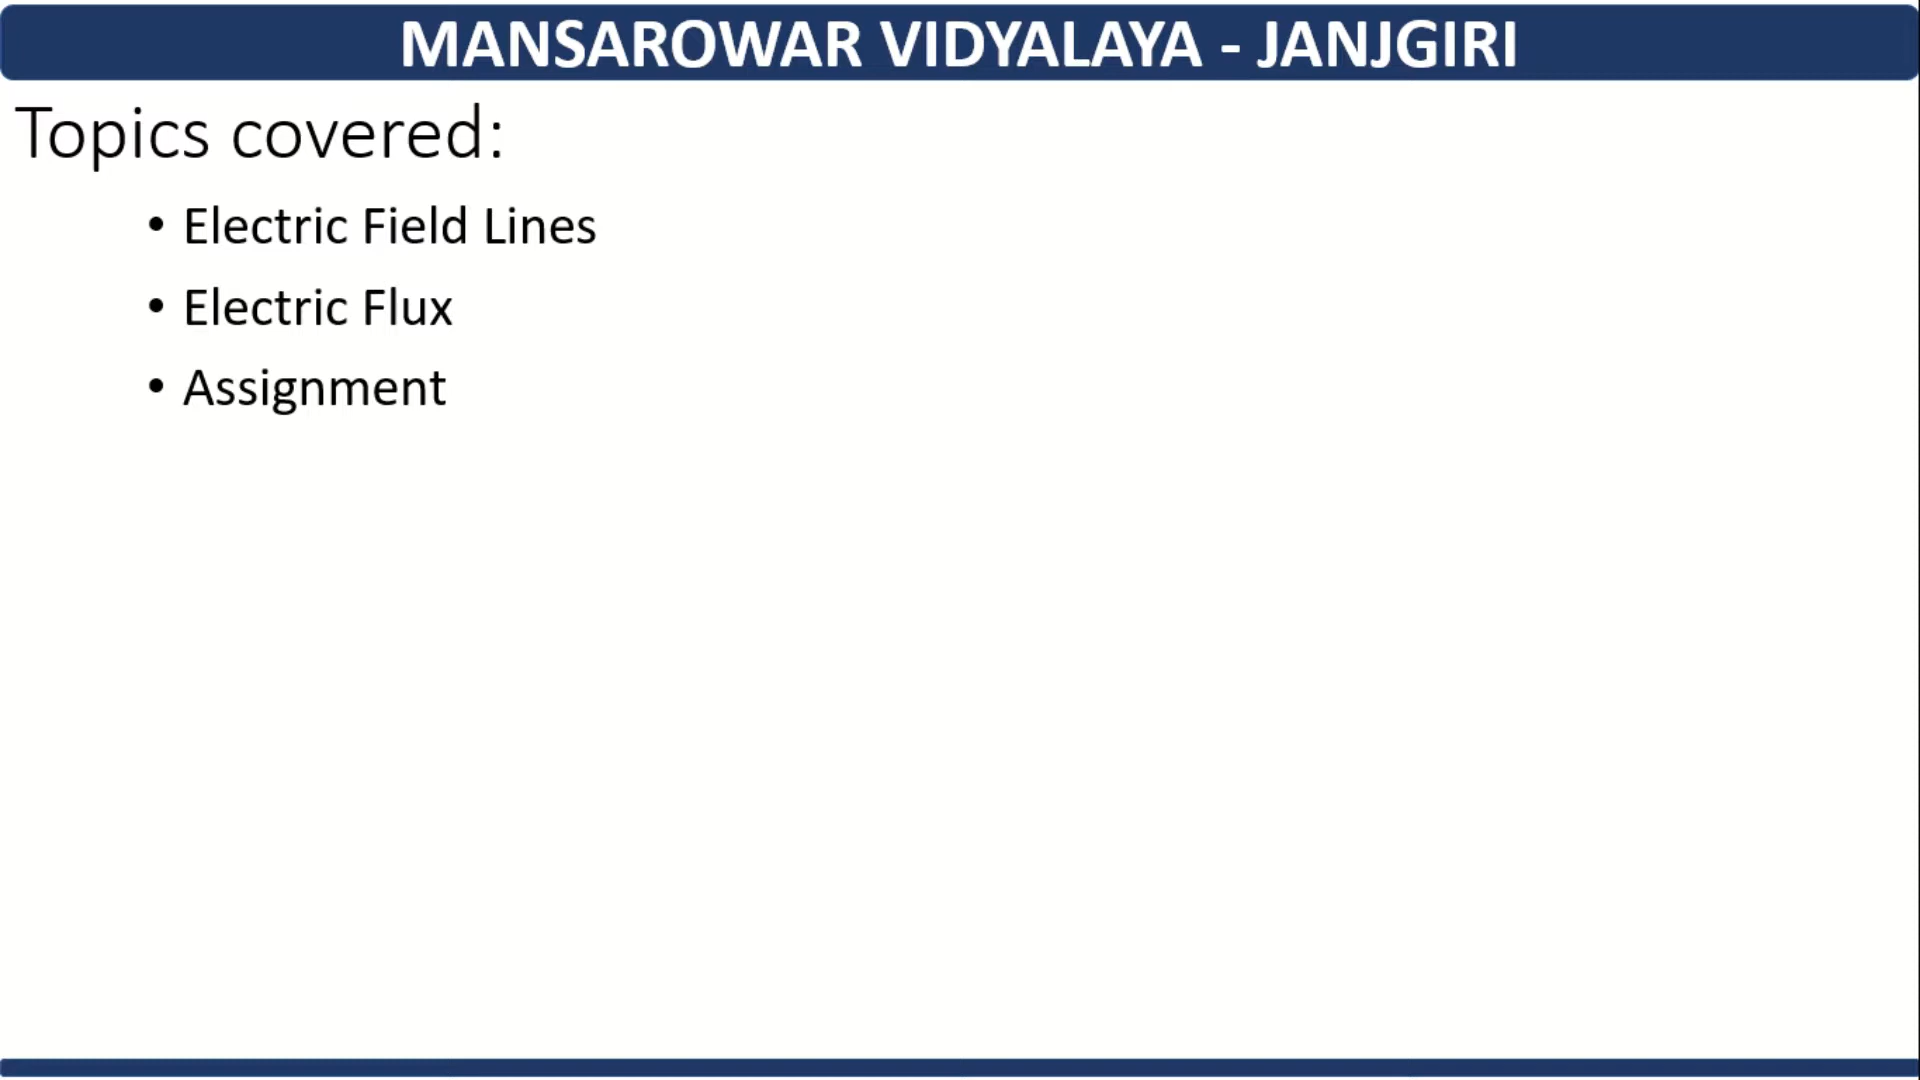 MANSAROWAR VIDYALAYA - JANJGIRI
Topics covered:
• Electric Field Lines
• Electric Flux
• Assignment